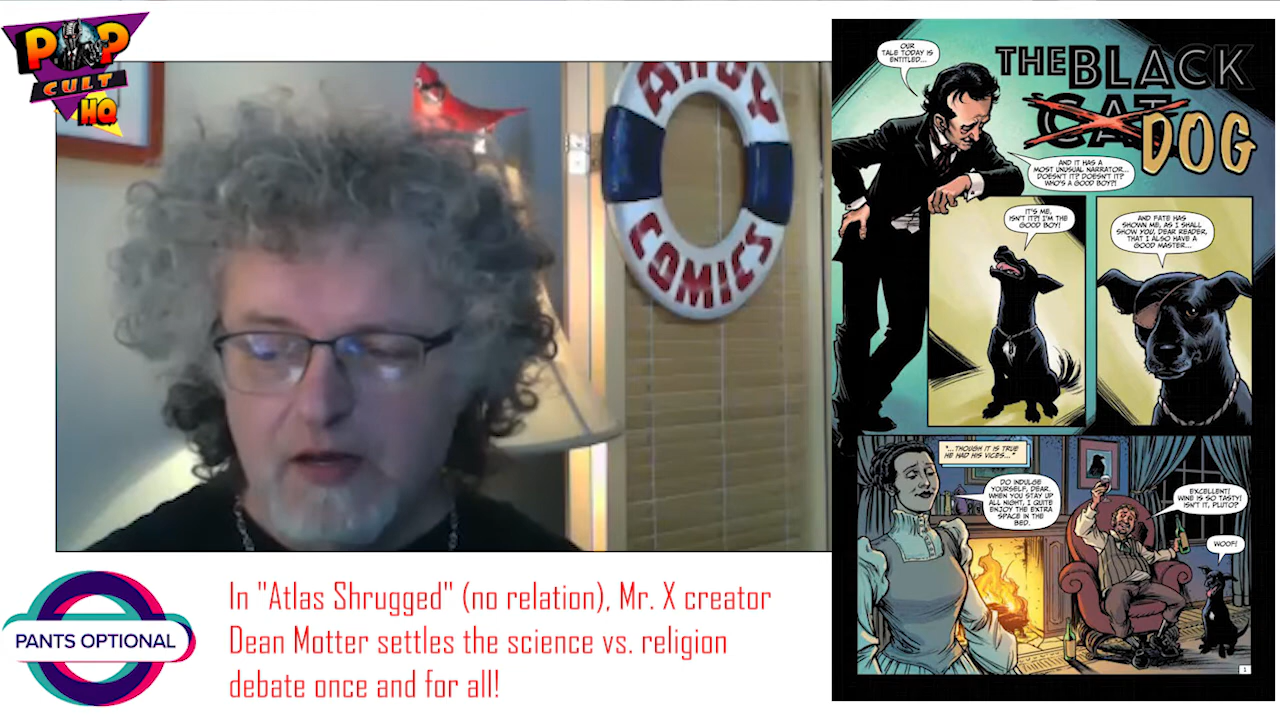 POP
CULT
HQ
AHOY
COMICS
PANTS OPTIONAL
In "Atlas Shrugged" (no relation), Mr. X creator
Dean Motter settles the science vs. religion
debate once and for all!
OUR
TALE TODAY IS
ENTITLED...
THE BLACK
CAT
DOG
AND IT HAS A
MOST UNUSUAL NARRATOR...
DOESN'T IT? DOESN'T IT?
WHO'S A GOOD BOY?!
IT'S ME,
ISN'T IT?! I'M THE
GOOD BOY!
AND FATE HAS
SHOWN ME, AS I SHALL
SHOW YOU, DEAR READER,
THAT I ALSO HAVE A
GOOD MASTER...
"...THOUGH IT IS TRUE
HE HAD HIS VICES..."
DO INDULGE
YOURSELF, DEAR.
WHEN YOU STAY UP
ALL NIGHT, I QUITE
ENJOY THE EXTRA
SPACE IN THE
BED.
EXCELLENT!
WINE IS SO TASTY!
ISN'T IT, PLUTO?
WOOF!
1